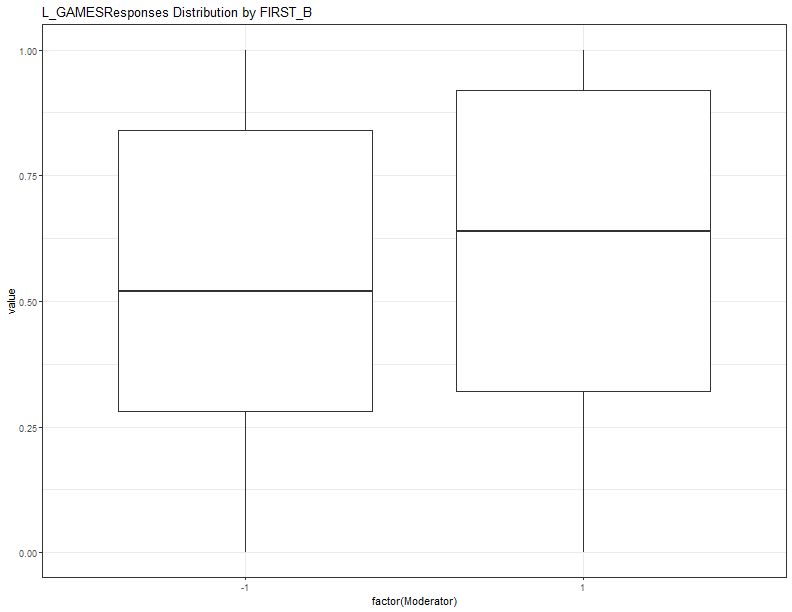 L_GAMESResponses Distribution by FIRST_B
1.00
0.75
0.50
0.25
0.00
value
-1
1
factor(Moderator)